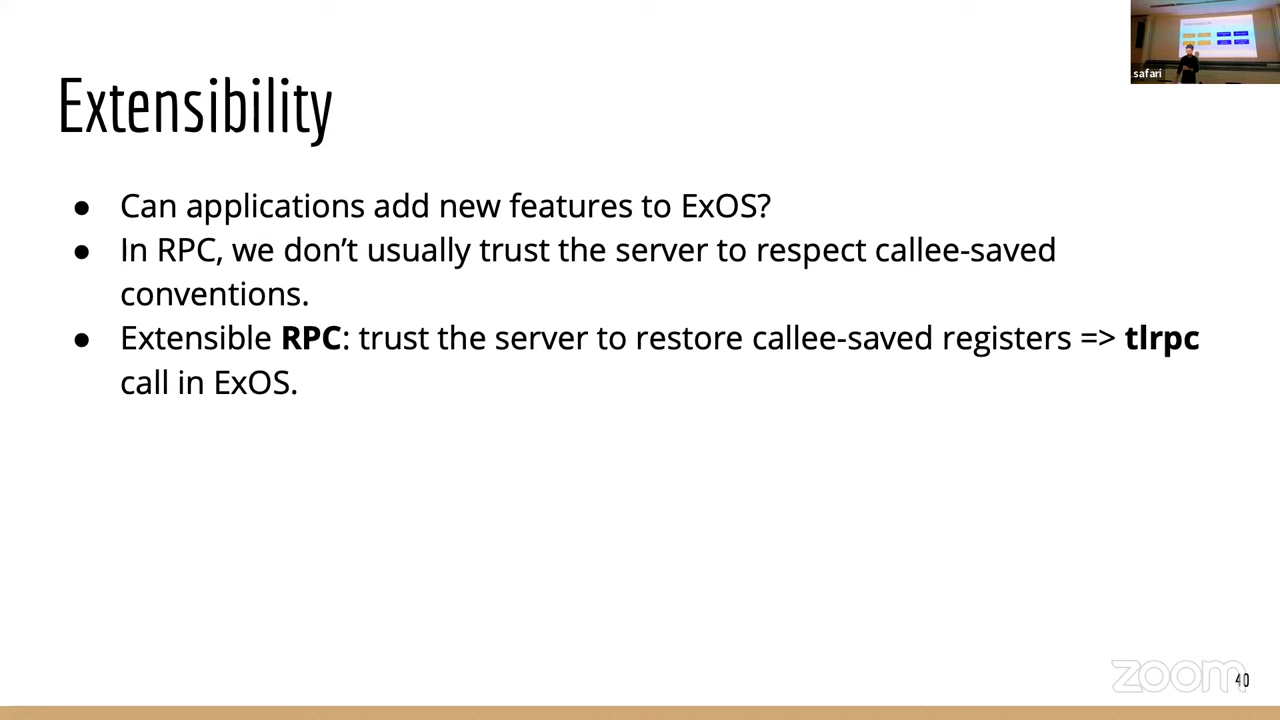 safari
Extensibility
● Can applications add new features to ExOS?
● In RPC, we don’t usually trust the server to respect callee-saved
conventions.
● Extensible RPC: trust the server to restore callee-saved registers => tlrpc
call in ExOS.
zoom
40